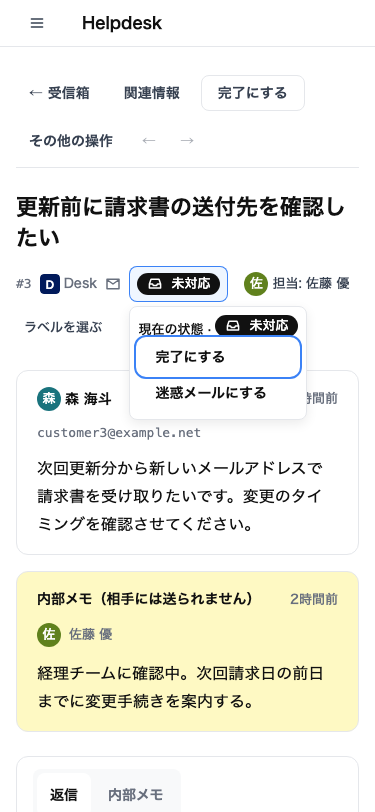 Helpdesk
← 受信箱
関連情報
完了にする
その他の操作
←
→
更新前に請求書の送付先を確認し
たい
#3
D Desk
未対応
佐 担当: 佐藤 優
ラベルを選ぶ
現在の状態 · 未対応
完了にする
迷惑メールにする
森 森 海斗
時間前
customer3@example.net
次回更新分から新しいメールアドレスで
請求書を受け取りたいです。変更のタイ
ミングを確認させてください。
内部メモ（相手には送られません）
2時間前
佐 佐藤 優
経理チームに確認中。次回請求日の前日
までに変更手続きを案内する。
返信
内部メモ